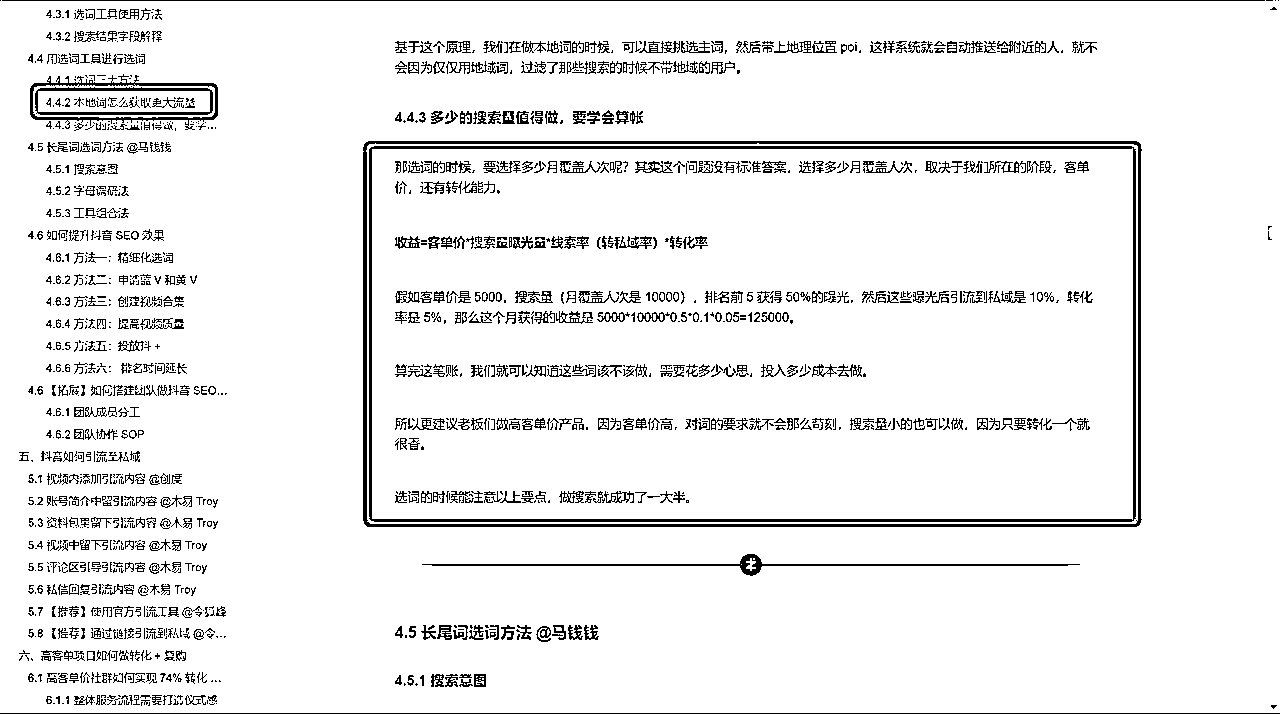 4.3.1 选词工具使用方法
4.3.2 搜索结果字段解释
4.4 用选词工具进行选词
4.4.1 选词三大方法
4.4.2 本地词怎么获取更大流量
4.4.3 多少的搜索量值得做，要学...
4.5 长尾词选词方法 @马钱钱
4.5.1 搜索意图
4.5.2 字母编码法
4.5.3 工具组合法
4.6 如何提升抖音 SEO 效果
4.6.1 方法一：精细化选词
4.6.2 方法二：申请蓝 V 和黄 V
4.6.3 方法三：创建视频合集
4.6.4 方法四：提高视频质量
4.6.5 方法五：投放抖 +
4.6.6 方法六： 排名时间延长
4.6 【拓展】如何搭建团队做抖音 SEO...
4.6.1 团队成员分工
4.6.2 团队协作 SOP
五、抖音如何引流至私域
5.1 视频内添加引流内容 @创度
5.2 账号简介中留引流内容 @木易 Troy
5.3 资料包里留下引流内容 @木易 Troy
5.4 视频中留下引流内容 @木易 Troy
5.5 评论区引导引流内容 @木易 Troy
5.6 私信回复引流内容 @木易 Troy
5.7 【推荐】使用官方引流工具 @令狐峰
5.8 【推荐】通过链接引流到私域 @令...
六、高客单项目如何做转化 + 复购
6.1 高客单价社群如何实现 74% 转化 ...
6.1.1 整体服务流程需要打造仪式感
基于这个原理，我们在做本地词的时候，可以直接挑选主词，然后带上地理位置 poi，这样系统就会自动推送给附近的人，就不
会因为仅仅用地域词，过滤了那些搜索的时候不带地域的用户。
4.4.3 多少的搜索量值得做，要学会算帐
那选词的时候，要选择多少月覆盖人次呢？其实这个问题没有标准答案，选择多少月覆盖人次，取决于我们所在的阶段，客单
价，还有转化能力。
收益=客单价*搜索量曝光量*线索率（转私域率）*转化率
假如客单价是 5000，搜索量（月覆盖人次是 10000），排名前 5 获得 50%的曝光，然后这些曝光后引流到私域是 10%，转化
率是 5%，那么这个月获得的收益是 5000*10000*0.5*0.1*0.05=125000。
算完这笔账，我们就可以知道这些词该不该做，需要花多少心思，投入多少成本去做。
所以更建议老板们做高客单价产品，因为客单价高，对词的要求就不会那么苛刻，搜索量小的也可以做，因为只要转化一个就
很香。
选词的时候能注意以上要点，做搜索就成功了一大半。
4.5 长尾词选词方法 @马钱钱
4.5.1 搜索意图